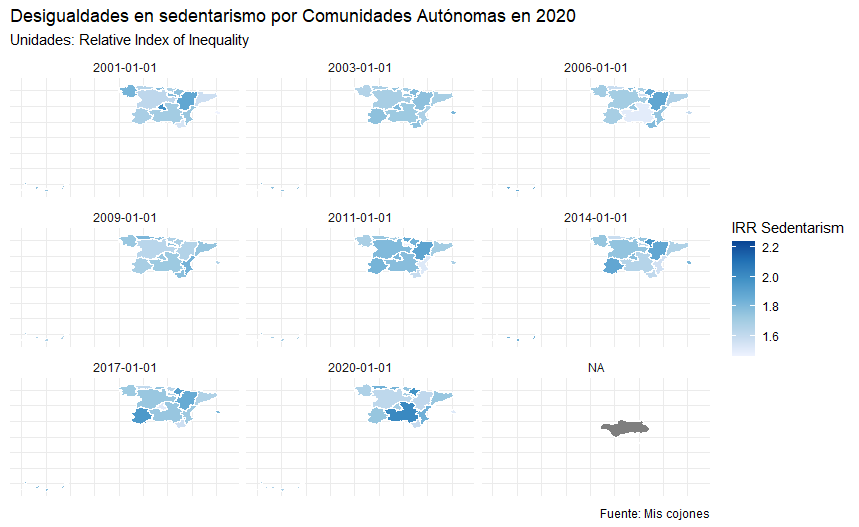 Desigualdades en sedentarismo por Comunidades Autónomas en 2020
Unidades: Relative Index of Inequality
2001-01-01
2003-01-01
2006-01-01
2009-01-01
2011-01-01
2014-01-01
2017-01-01
2020-01-01
NA
IRR Sedentarism
2.2
2.0
1.8
1.6
Fuente: Mis cojones